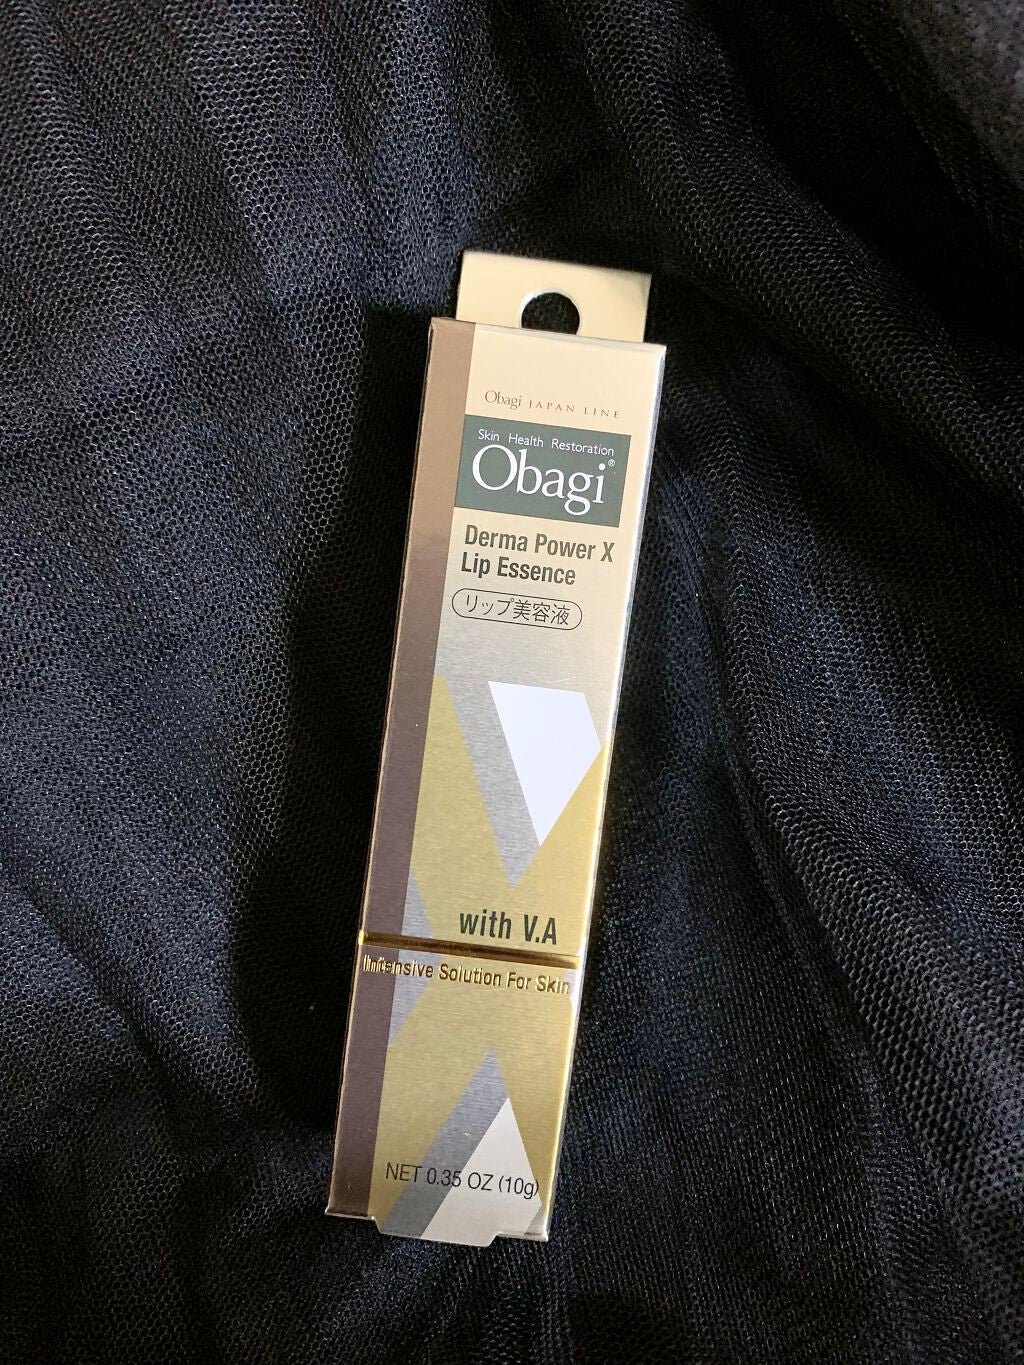 Obagi JAPAN LINE
Skin Health Restoration
Obagi®
Derma Power X
Lip Essence
リップ美容液
with V.A
Intensive Solution For Skin
NET 0.35 OZ (10g)